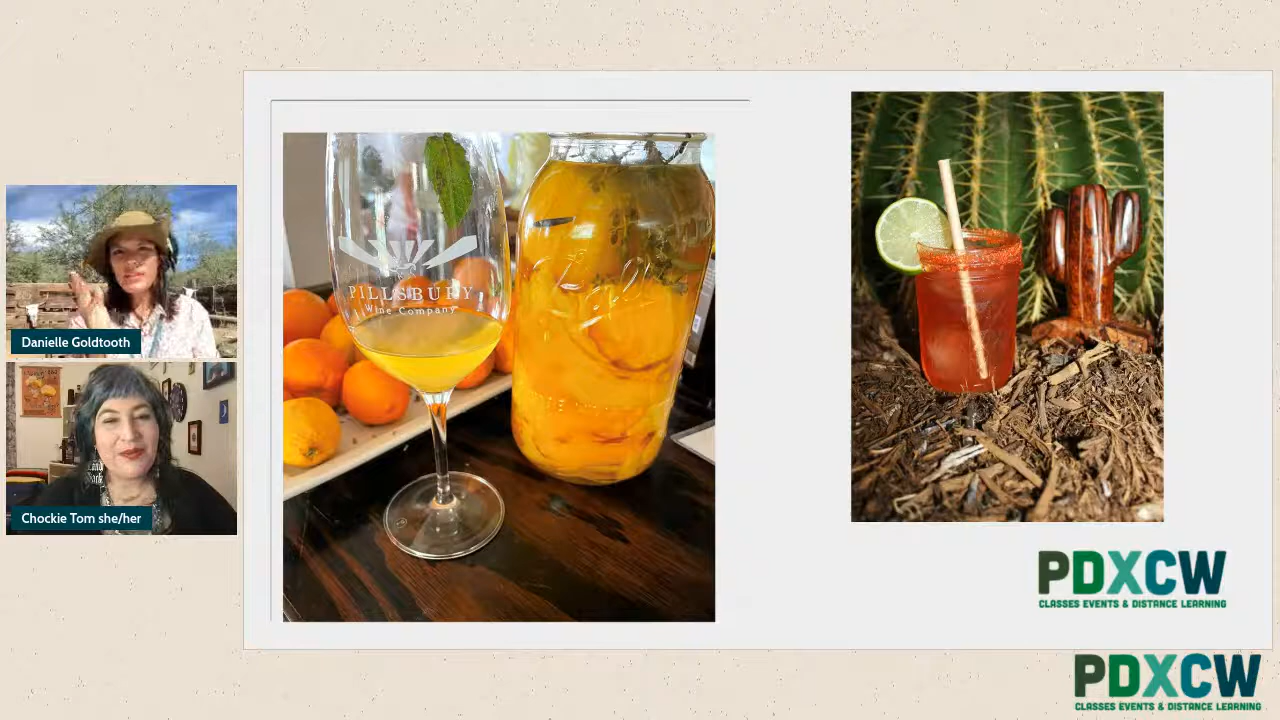 Danielle Goldtooth
Chockie Tom she/her
PILLSBURY
Wine Company
PDXCW
CLASSES EVENTS & DISTANCE LEARNING
PDXCW
CLASSES EVENTS & DISTANCE LEARNING